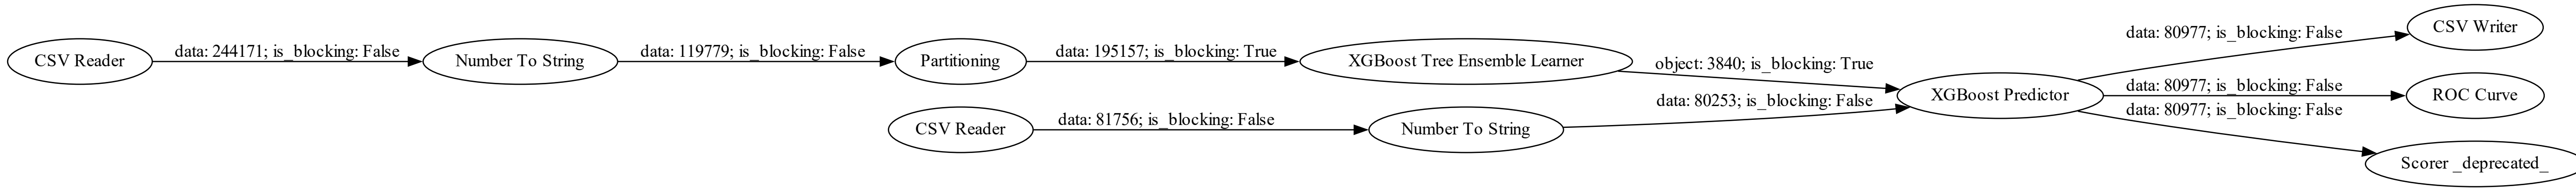 CSV Reader
data: 244171; is_blocking: False
Number To String
data: 119779; is_blocking: False
Partitioning
data: 195157; is_blocking: True
XGBoost Tree Ensemble Learner
object: 3840; is_blocking: True
CSV Reader
data: 81756; is_blocking: False
Number To String
data: 80253; is_blocking: False
XGBoost Predictor
data: 80977; is_blocking: False
CSV Writer
data: 80977; is_blocking: False
ROC Curve
data: 80977; is_blocking: False
Scorer _deprecated_